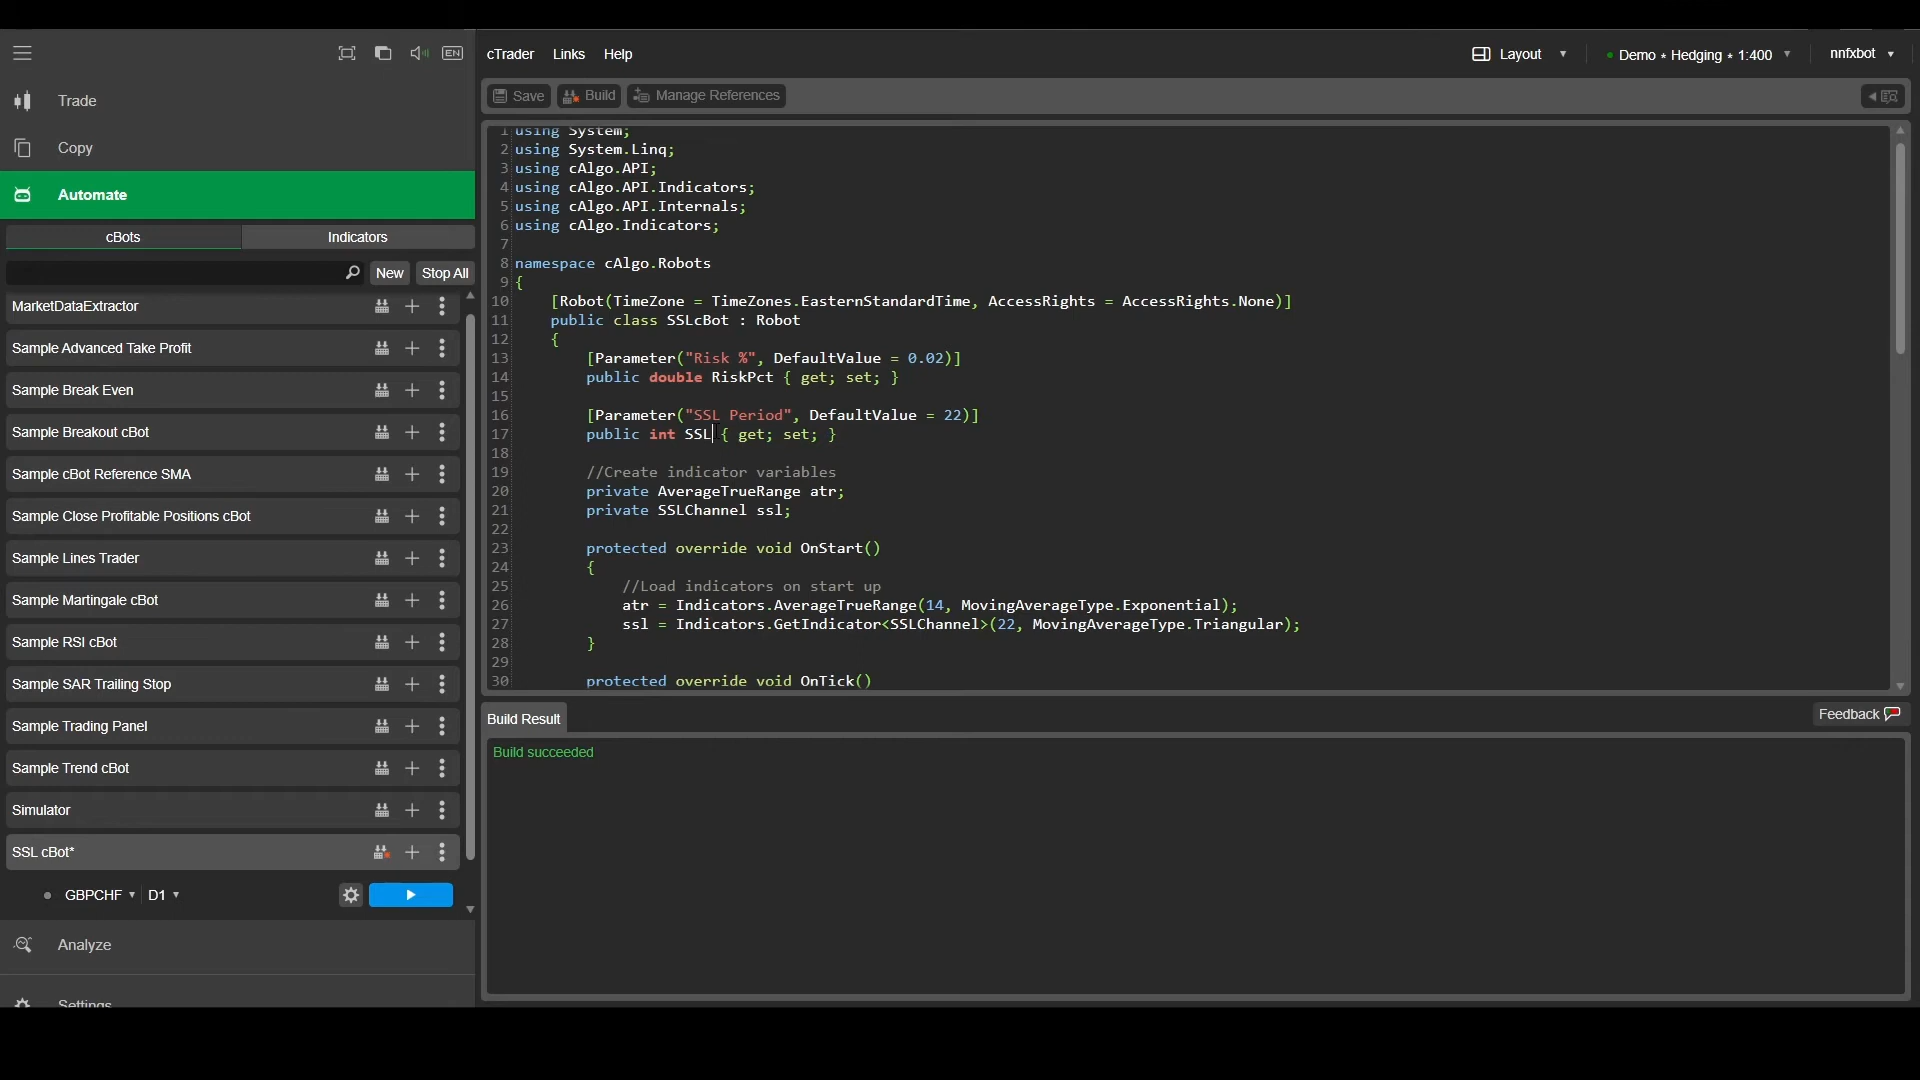 EN
cTrader Links Help
Layout
Demo • Hedging • 1:400
nnfxbot
Trade
Copy
Automate
cBots
Indicators
New
Stop All
MarketDataExtractor
Sample Advanced Take Profit
Sample Break Even
Sample Breakout cBot
Sample cBot Reference SMA
Sample Close Profitable Positions cBot
Sample Lines Trader
Sample Martingale cBot
Sample RSI cBot
Sample SAR Trailing Stop
Sample Trading Panel
Sample Trend cBot
Simulator
SSL cBot*
GBPCHF D1
Analyze
Settings
Save
Build
Manage References
1 using System;
2 using System.Linq;
3 using cAlgo.API;
4 using cAlgo.API.Indicators;
5 using cAlgo.API.Internals;
6 using cAlgo.Indicators;
7
8 namespace cAlgo.Robots
9 {
10 [Robot(TimeZone = TimeZones.EasternStandardTime, AccessRights = AccessRights.None)]
11 public class SSLcBot : Robot
12 {
13 [Parameter("Risk %", DefaultValue = 0.02)]
14 public double RiskPct { get; set; }
15
16 [Parameter("SSL Period", DefaultValue = 22)]
17 public int SSL { get; set; }
18
19 //Create indicator variables
20 private AverageTrueRange atr;
21 private SSLChannel ssl;
22
23 protected override void OnStart()
24 {
25 //Load indicators on start up
26 atr = Indicators.AverageTrueRange(14, MovingAverageType.Exponential);
27 ssl = Indicators.GetIndicator<SSLChannel>(22, MovingAverageType.Triangular);
28 }
29
30 protected override void OnTick()
Build Result
Feedback
Build succeeded